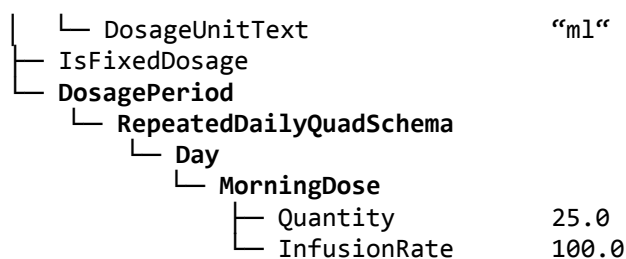 │ └─ DosageUnitText “ml“
├─ IsFixedDosage
└─ DosagePeriod
└─ RepeatedDailyQuadSchema
└─ Day
└─ MorningDose
├─ Quantity 25.0
└─ InfusionRate 100.0